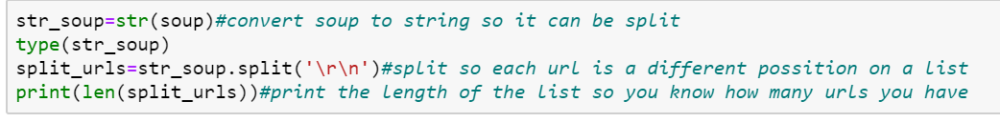 str_soup=str(soup)#convert soup to string so it can be split
type(str_soup)
split_urls=str_soup.split('\r\n')#split so each url is a different possition on a list
print(len(split_urls))#print the length of the list so you know how many urls you have